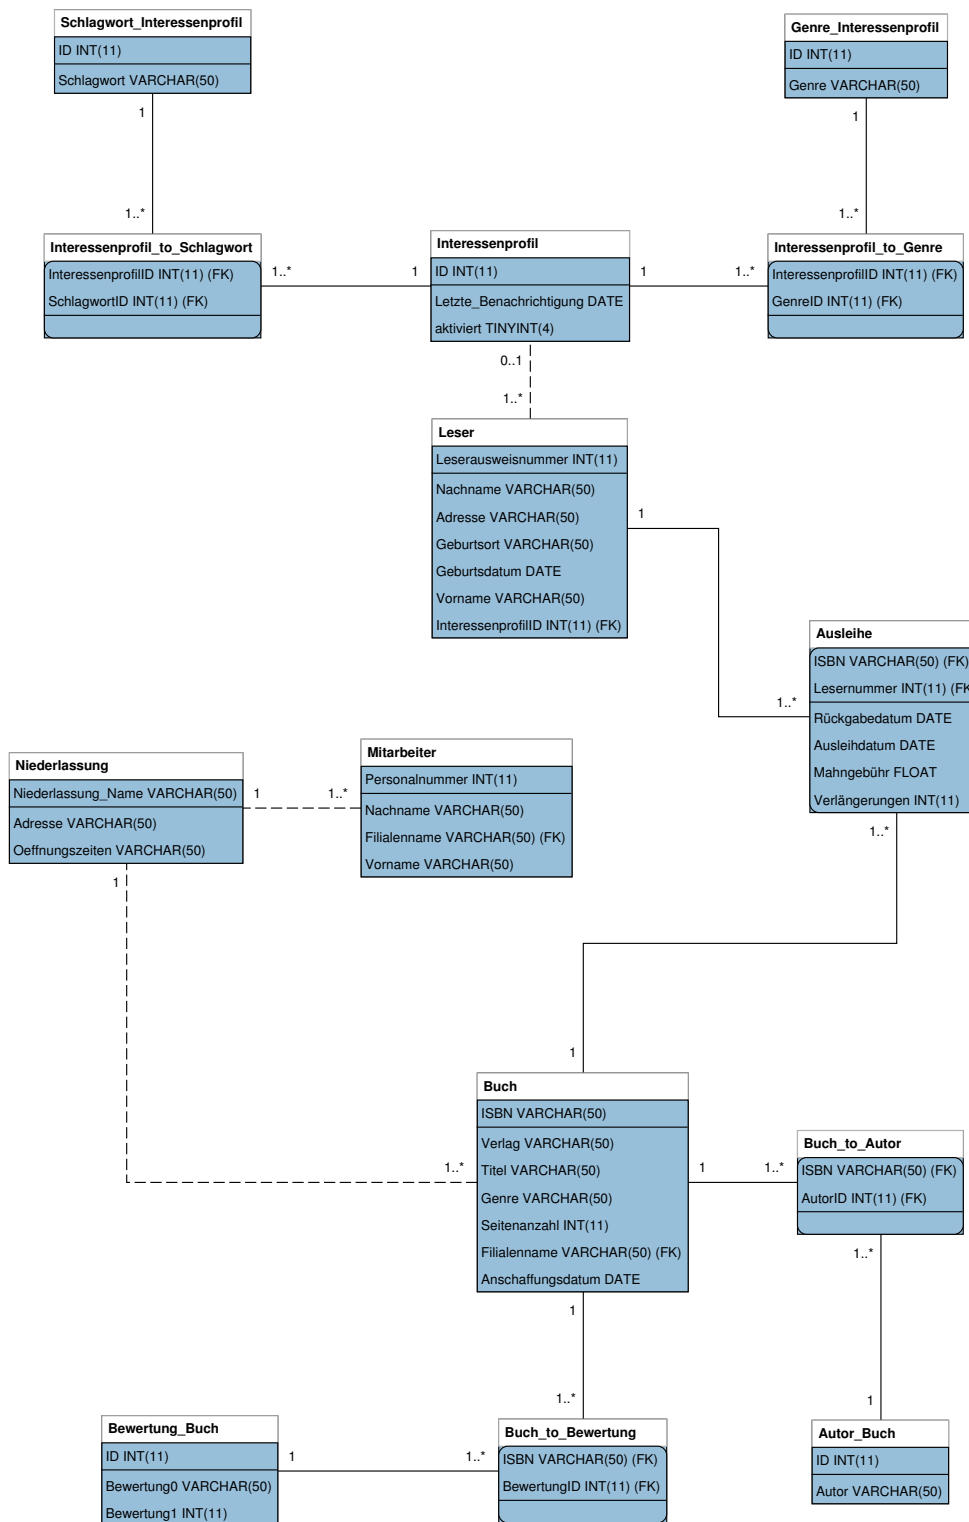 Schlagwort_Interessenprofil
ID INT(11)
Schlagwort VARCHAR(50)
Genre_Interessenprofil
ID INT(11)
Genre VARCHAR(50)
1
1
1..*
1..*
Interessenprofil_to_Schlagwort
InteressenprofilID INT(11) (FK)
SchlagwortID INT(11) (FK)
1..*
1
Interessenprofil
ID INT(11)
Letzte_Benachrichtigung DATE
aktiviert TINYINT(4)
1
1..*
Interessenprofil_to_Genre
InteressenprofilID INT(11) (FK)
GenreID INT(11) (FK)
0..1
1..*
Leser
Leserausweisnummer INT(11)
Nachname VARCHAR(50)
Adresse VARCHAR(50)
Geburtsort VARCHAR(50)
Geburtsdatum DATE
Vorname VARCHAR(50)
InteressenprofilID INT(11) (FK)
1
1..*
Ausleihe
ISBN VARCHAR(50) (FK)
Lesernummer INT(11) (FK
Rückgabedatum DATE
Ausleihdatum DATE
Mahngebühr FLOAT
Verlängerungen INT(11)
1..*
Niederlassung
Niederlassung_Name VARCHAR(50)
Adresse VARCHAR(50)
Oeffnungszeiten VARCHAR(50)
1
1..*
Mitarbeiter
Personalnummer INT(11)
Nachname VARCHAR(50)
Filialenname VARCHAR(50) (FK)
Vorname VARCHAR(50)
1
1
1..*
Buch
ISBN VARCHAR(50)
Verlag VARCHAR(50)
Titel VARCHAR(50)
Genre VARCHAR(50)
Seitenanzahl INT(11)
Filialenname VARCHAR(50) (FK)
Anschaffungsdatum DATE
1
1..*
Buch_to_Autor
ISBN VARCHAR(50) (FK)
AutorID INT(11) (FK)
1..*
1
1
1..*
Bewertung_Buch
ID INT(11)
Bewertung0 VARCHAR(50)
Bewertung1 INT(11)
1
1..*
Buch_to_Bewertung
ISBN VARCHAR(50) (FK)
BewertungID INT(11) (FK)
Autor_Buch
ID INT(11)
Autor VARCHAR(50)